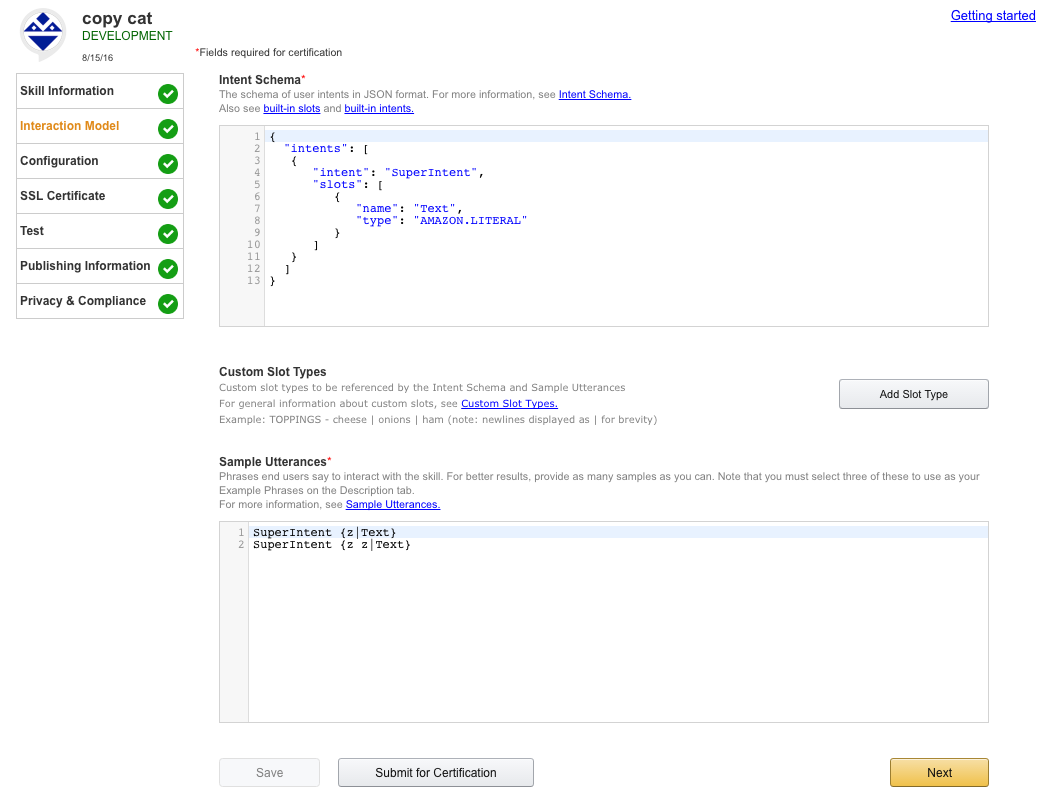 copy cat
DEVELOPMENT
8/15/16
Getting started
*Fields required for certification
Skill Information
Interaction Model
Configuration
SSL Certificate
Test
Publishing Information
Privacy & Compliance
Intent Schema*
The schema of user intents in JSON format. For more information, see Intent Schema.
Also see built-in slots and built-in intents.
1 {
2 "intents": [
3 {
4 "intent": "SuperIntent",
5 "slots": [
6 {
7 "name": "Text",
8 "type": "AMAZON.LITERAL"
9 }
10 ]
11 }
12 ]
13 }
Custom Slot Types
Custom slot types to be referenced by the Intent Schema and Sample Utterances
For general information about custom slots, see Custom Slot Types.
Example: TOPPINGS - cheese | onions | ham (note: newlines displayed as | for brevity)
Add Slot Type
Sample Utterances*
Phrases end users say to interact with the skill. For better results, provide as many samples as you can. Note that you must select three of these to use as your
Example Phrases on the Description tab.
For more information, see Sample Utterances.
1 SuperIntent {z|Text}
2 SuperIntent {z z|Text}
Save
Submit for Certification
Next